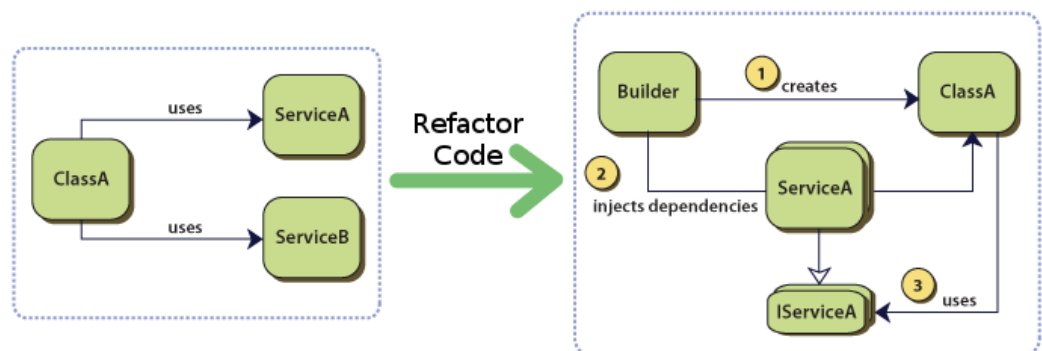 uses
ServiceA
ClassA
uses
ServiceB
Refactor
Code
Builder
1
creates
ClassA
2
injects dependencies
ServiceA
3
uses
IServiceA